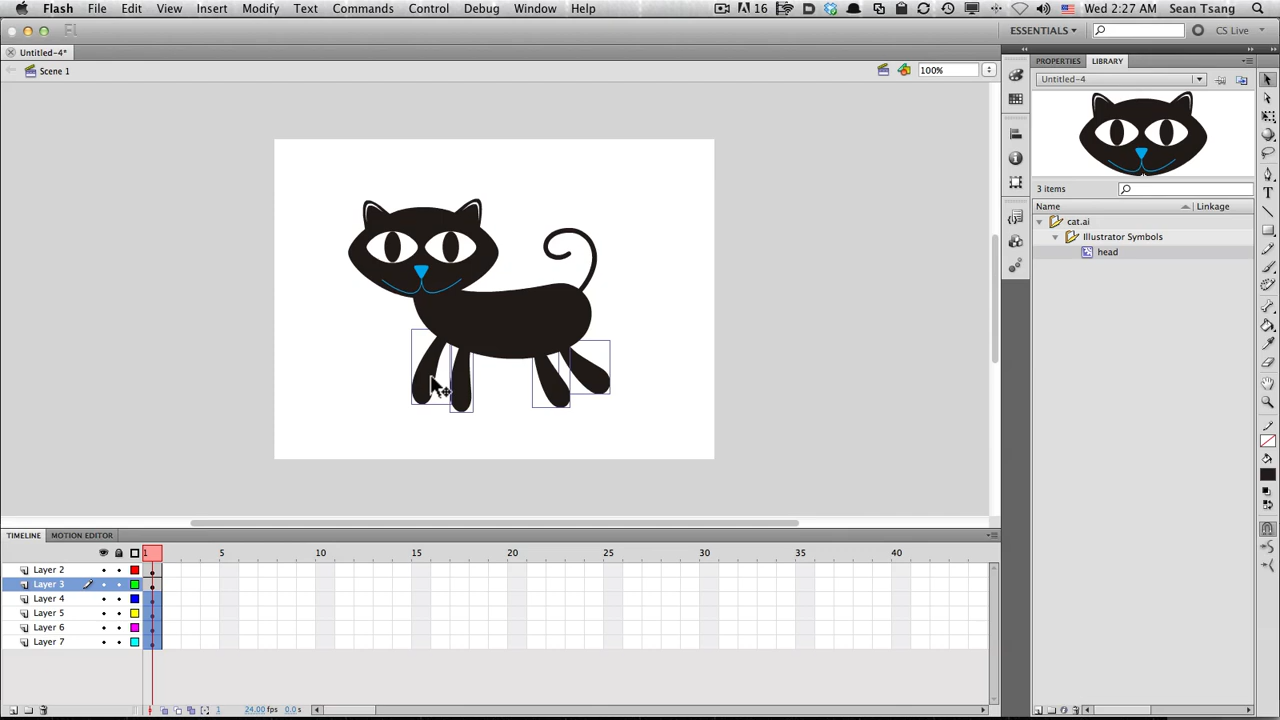 Flash File Edit View Insert Modify Text Commands Control Debug Window Help 16 Wed 2:27 AM Sean Tsang
Fl ESSENTIALS CS Live
Untitled-4*
Scene 1 100%
PROPERTIES LIBRARY
Untitled-4
3 items
Name Linkage
cat.ai
Illustrator Symbols
head
TIMELINE MOTION EDITOR
1 5 10 15 20 25 30 35 40
Layer 2
Layer 3
Layer 4
Layer 5
Layer 6
Layer 7
1 24.00 fps 0.0 s